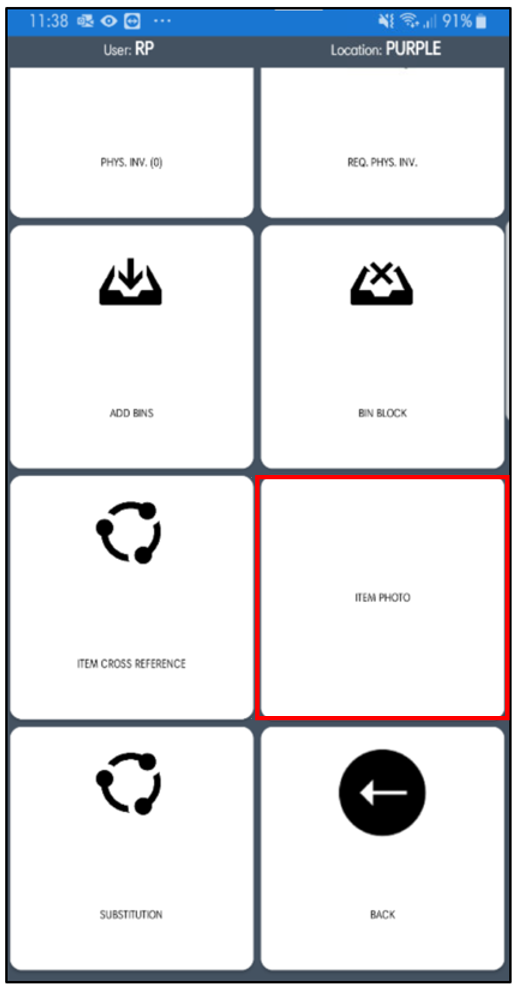 11:38 91%
User: RP Location: PURPLE
PHYS. INV. (0) REQ. PHYS. INV.
ADD BINS BIN BLOCK
ITEM PHOTO
ITEM CROSS REFERENCE
SUBSTITUTION BACK